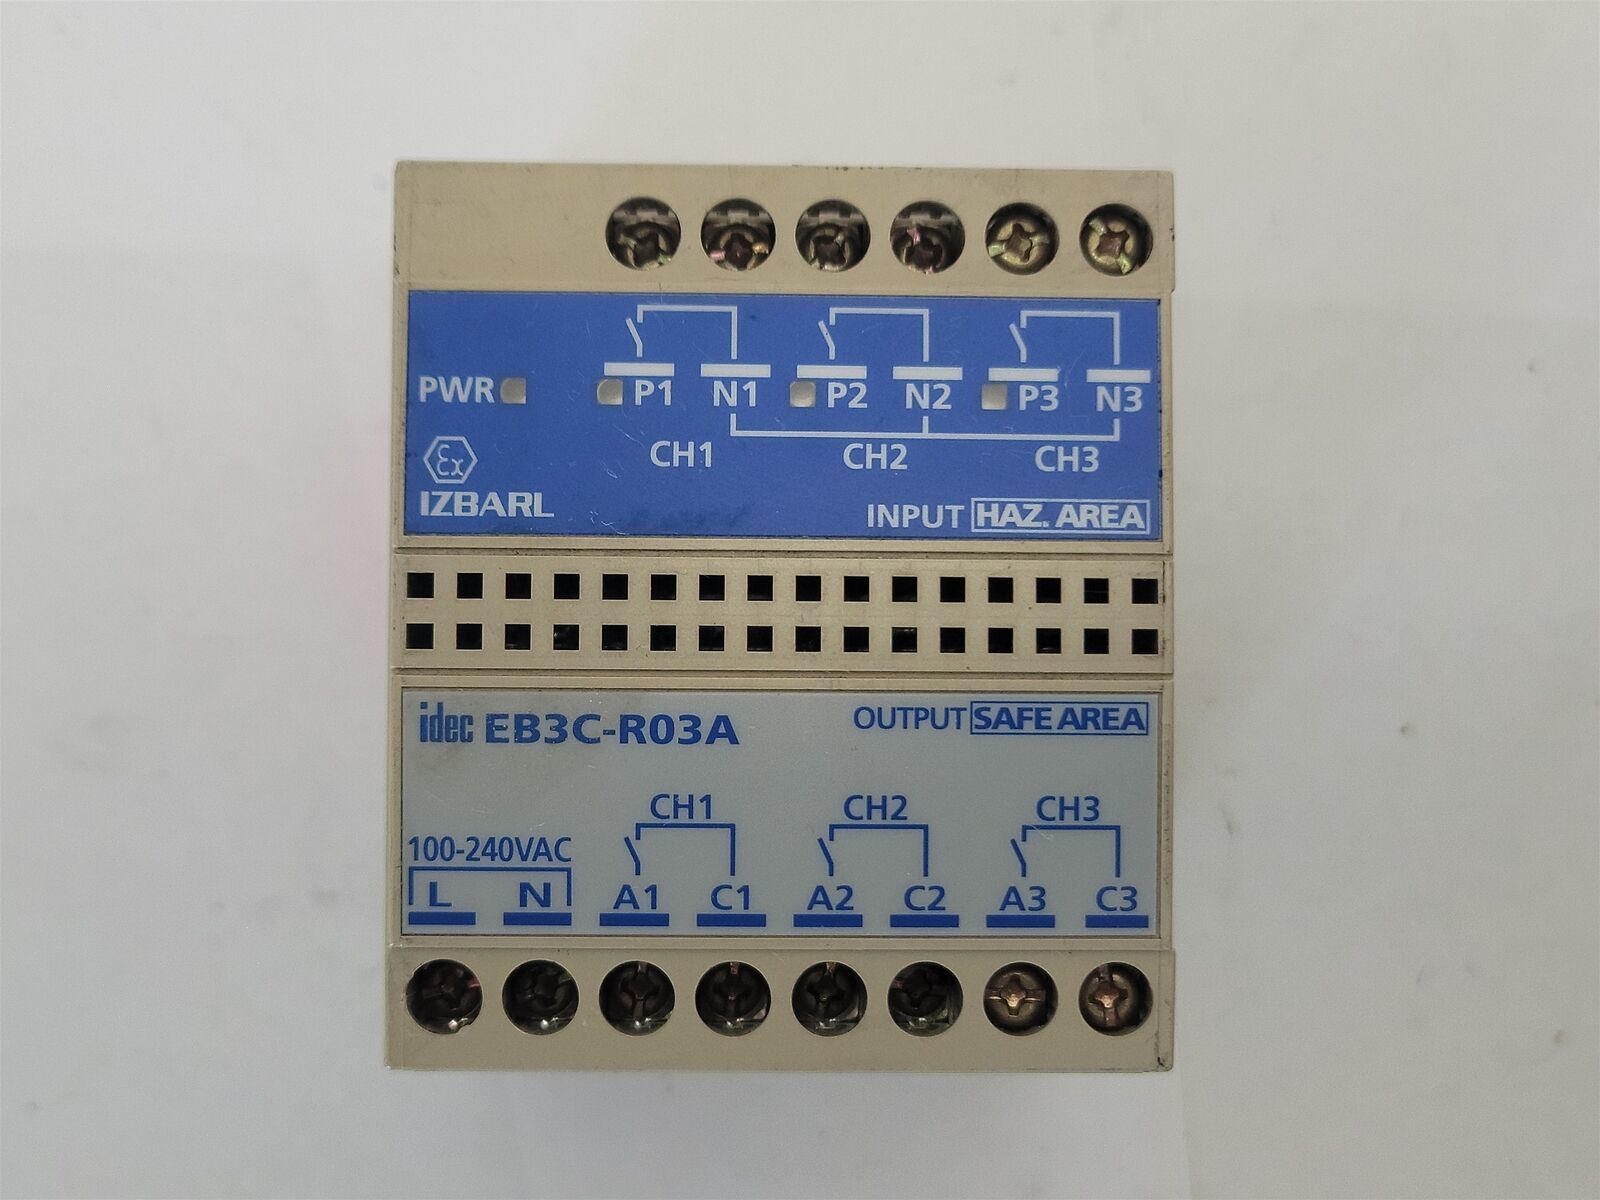 PWR P1 N1 P2 N2 P3 N3
CH1 CH2 CH3
Ex
IZBARL
INPUT HAZ. AREA
idec EB3C-R03A
OUTPUT SAFE AREA
CH1 CH2 CH3
100-240VAC
L N A1 C1 A2 C2 A3 C3